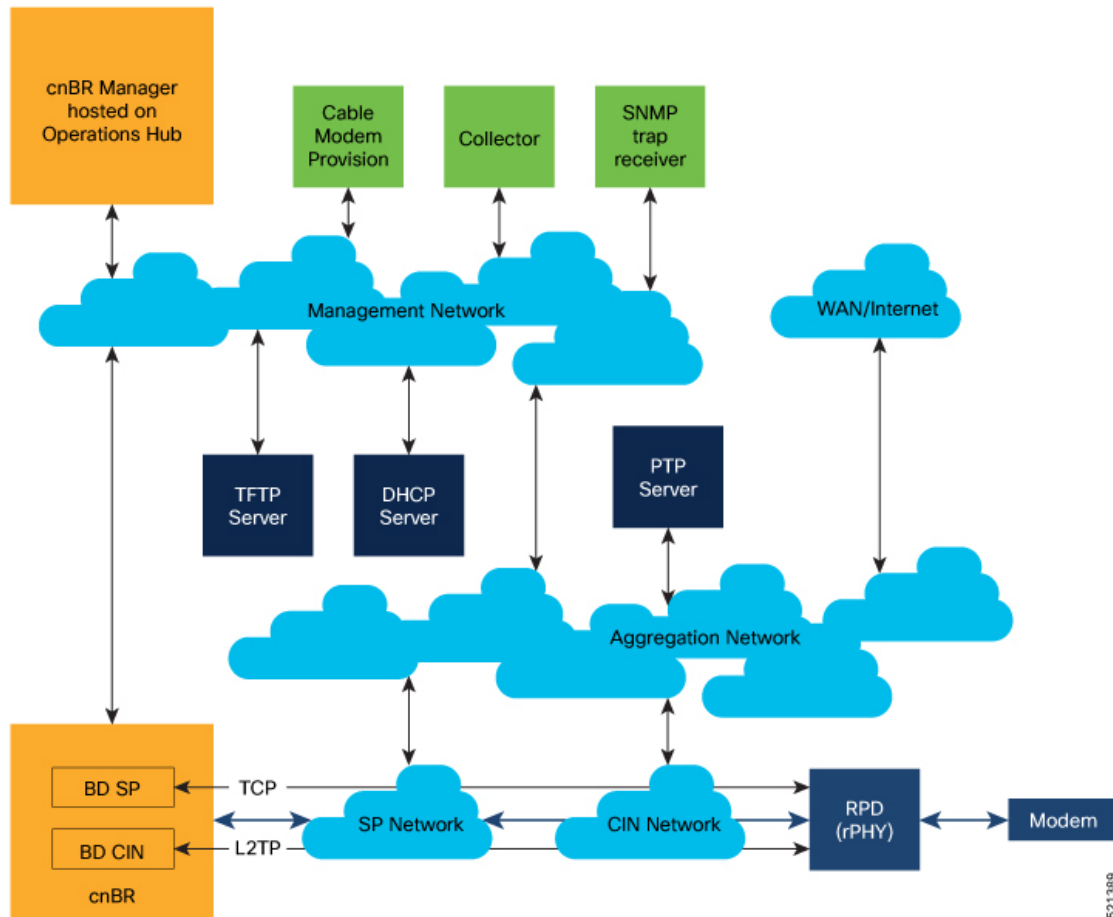 cnBR Manager
hosted on
Operations Hub
Cable
Modem
Provision
Collector
SNMP
trap
receiver
Management Network
WAN/Internet
TFTP
Server
DHCP
Server
PTP
Server
Aggregation Network
BD SP
TCP
SP Network
CIN Network
RPD
(rPHY)
Modem
BD CIN
L2TP
cnBR
521389